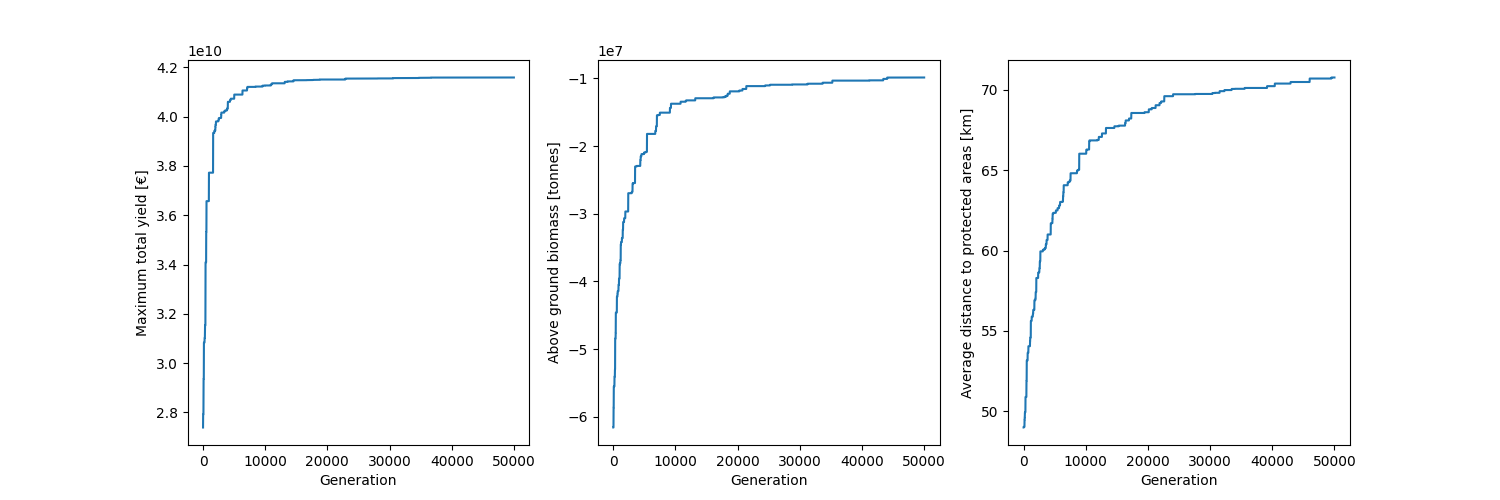 1e10
4.2
4.0
3.8
3.6
3.4
3.2
3.0
2.8
Maximum total yield [€]
0 10000 20000 30000 40000 50000
Generation
1e7
−1
−2
−3
−4
−5
−6
Above ground biomass [tonnes]
0 10000 20000 30000 40000 50000
Generation
70
65
60
55
50
Average distance to protected areas [km]
0 10000 20000 30000 40000 50000
Generation